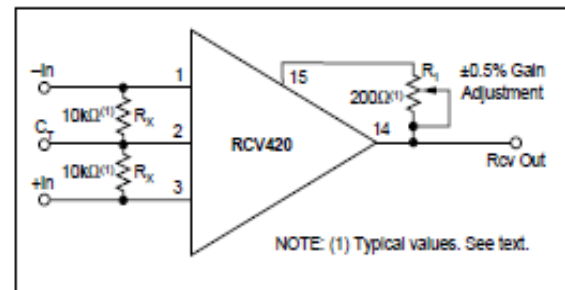 –In
1
10kΩ(1)
RX
CT
2
10kΩ(1)
RX
+In
3
RCV420
15
R1
200Ω(1)
±0.5% Gain
Adjustment
14
Rcv Out
NOTE: (1) Typical values. See text.